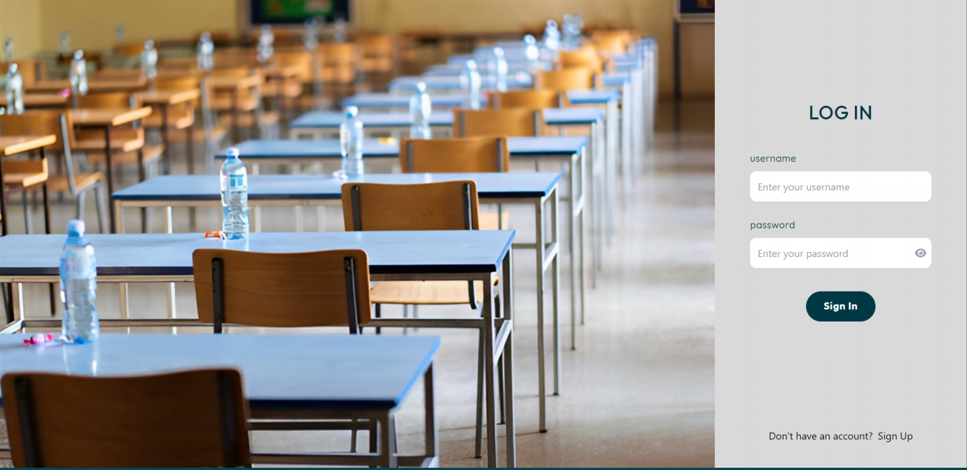 LOG IN
username
Enter your username
password
Enter your password
Sign In
Don't have an account? Sign Up